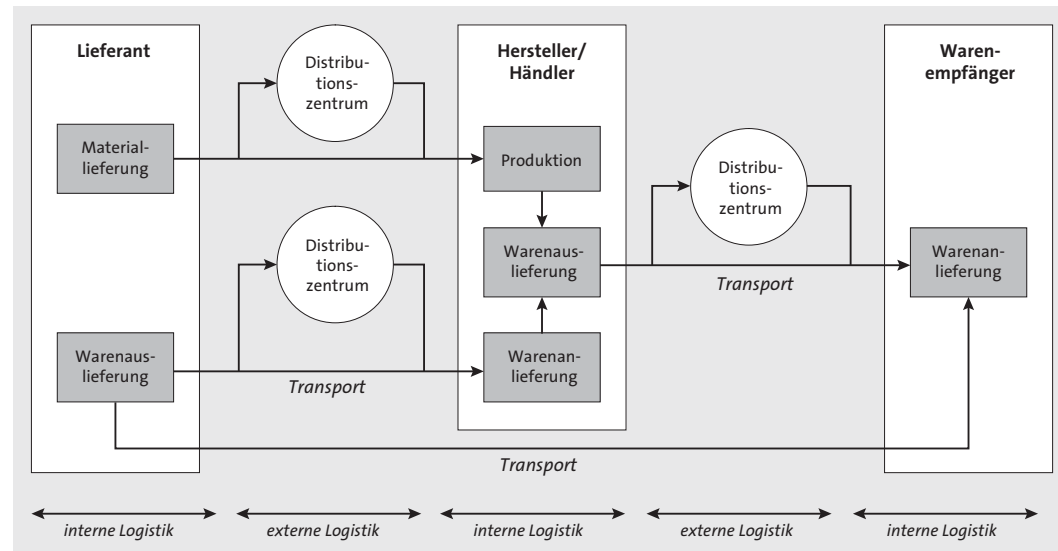 Lieferant
Material-
lieferung
Warenaus-
lieferung
Distribu-
tions-
zentrum
Distribu-
tions-
zentrum
Transport
Hersteller/
Händler
Produktion
Warenaus-
lieferung
Warenan-
lieferung
Distribu-
tions-
zentrum
Transport
Waren-
empfänger
Warenan-
lieferung
Transport
interne Logistik
externe Logistik
interne Logistik
externe Logistik
interne Logistik